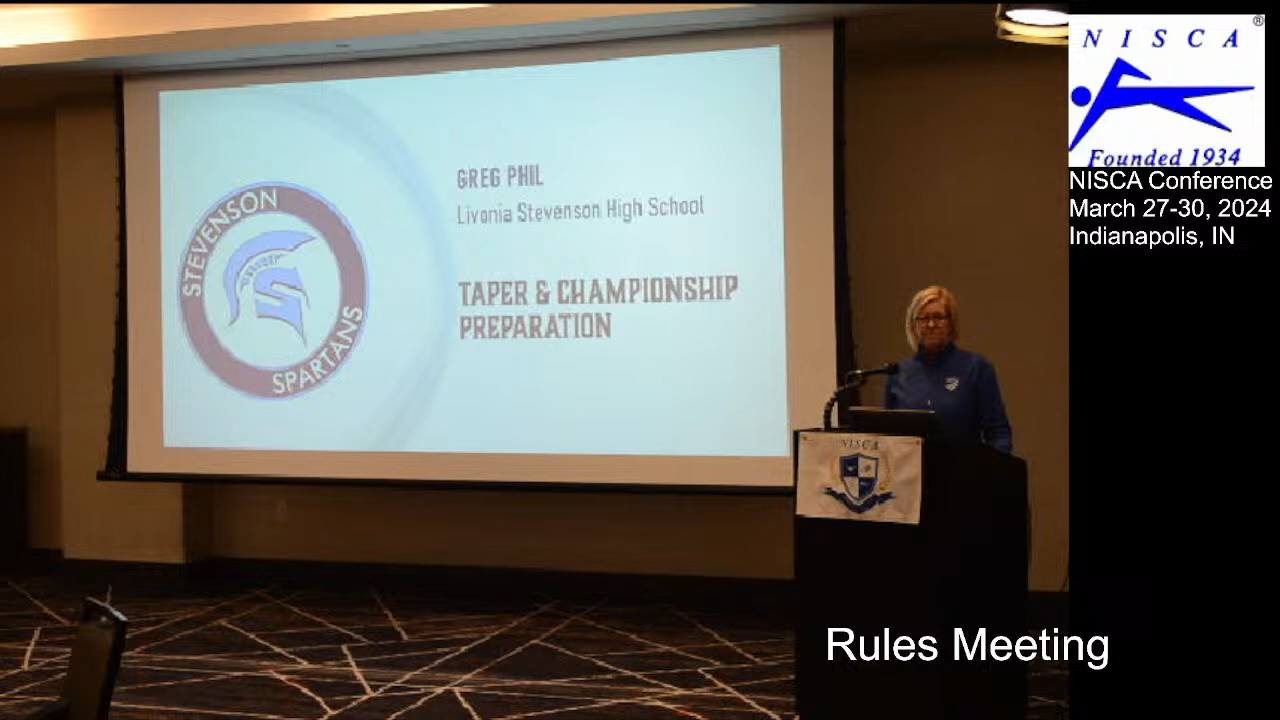 GREG PHIL
Livonia Stevenson High School
TAPER & CHAMPIONSHIP
PREPARATION
STEVENSON
SPARTANS
NISCA
®
NISCA
Founded 1934
NISCA Conference
March 27-30, 2024
Indianapolis, IN
Rules Meeting